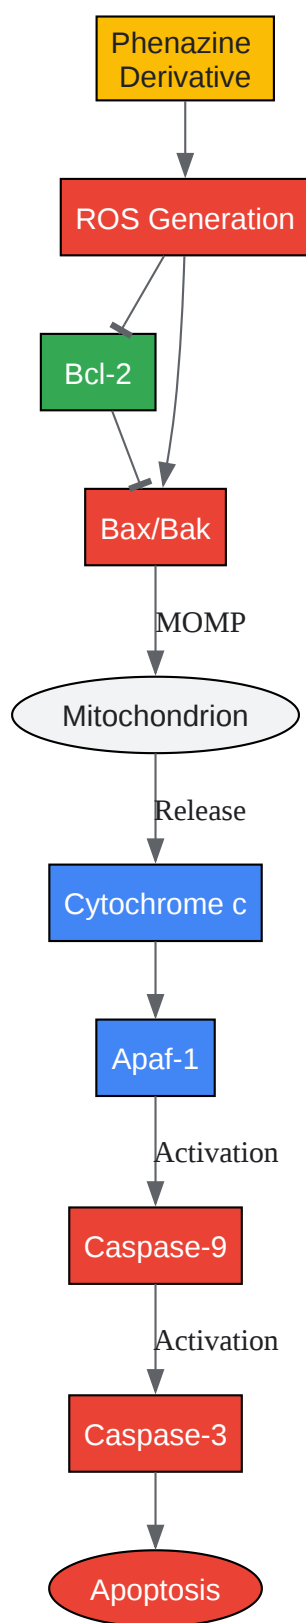 Phenazine
Derivative
ROS Generation
Bcl-2
Bax/Bak
MOMP
Mitochondrion
Release
Cytochrome c
Apaf-1
Activation
Caspase-9
Activation
Caspase-3
Apoptosis